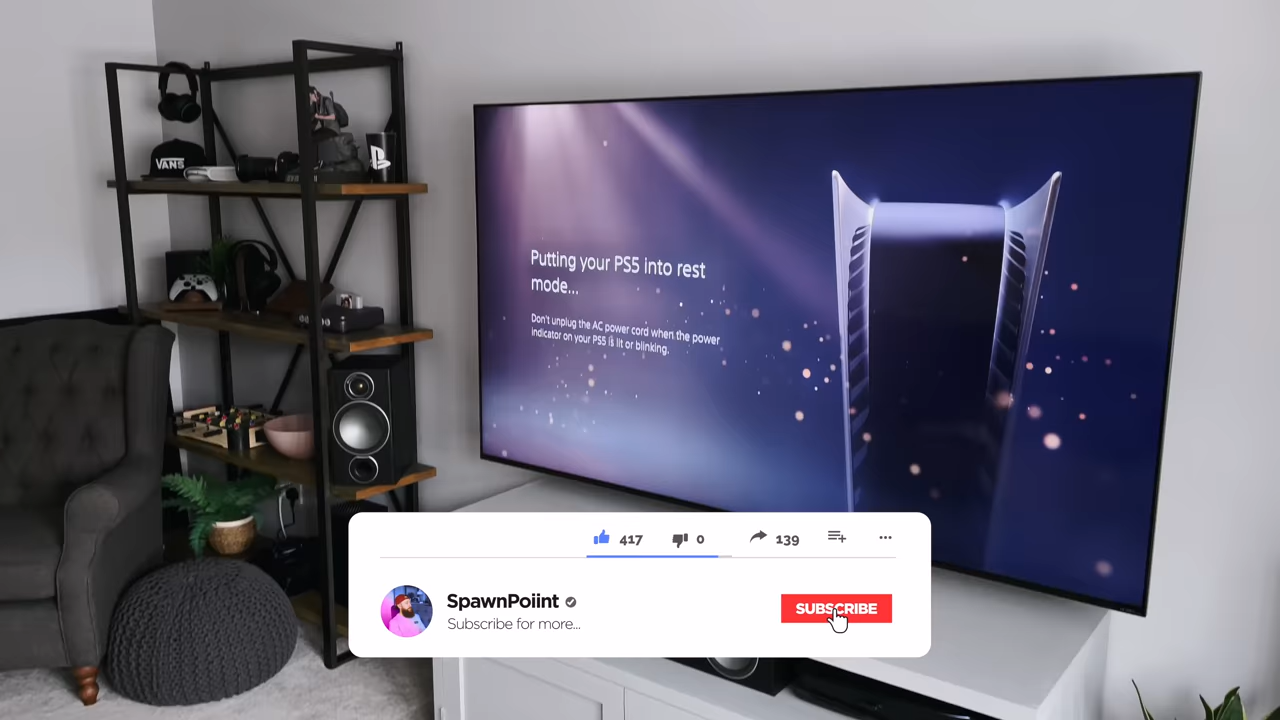 VANS
Putting your PS5 into rest
mode...
Don't unplug the AC power cord when the power
indicator on your PS5 is lit or blinking.
417
0
139
SpawnPoiint
Subscribe for more...
SUBSCRIBE